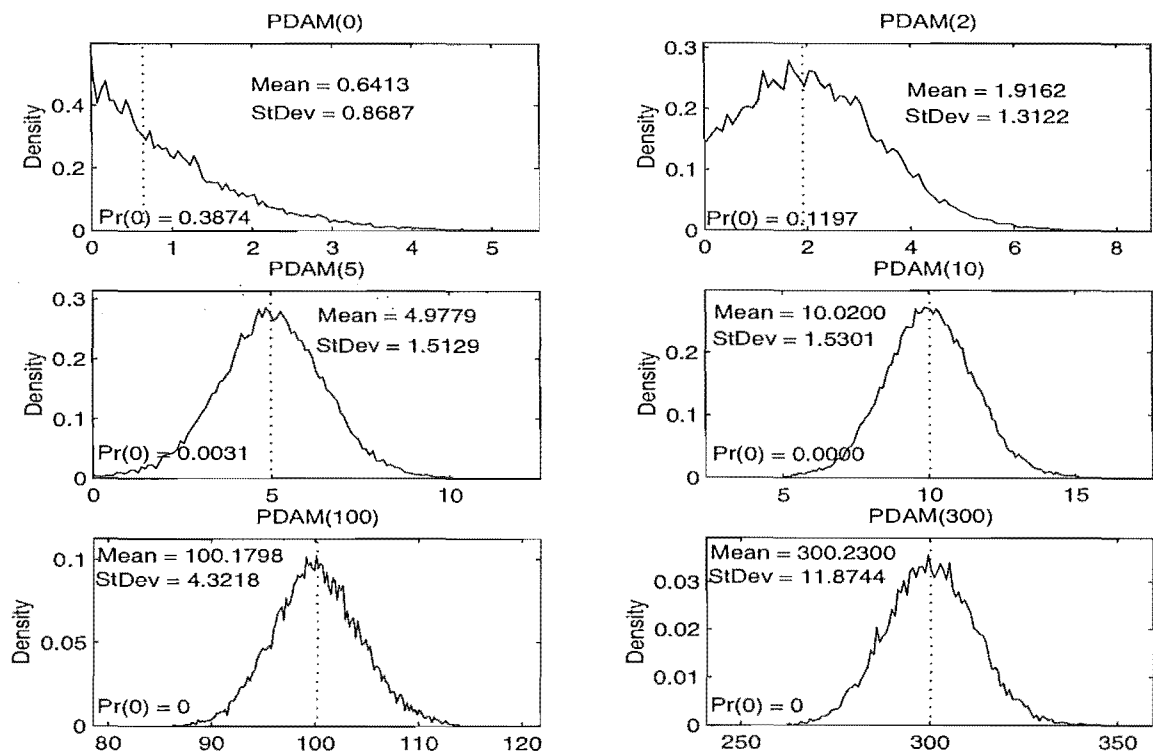 PDAM(0)
Mean = 0.6413
StDev = 0.8687
Density
0.4
0.2
0
Pr(0) = 0.3874
0 1 2 3 4 5
PDAM(2)
0.3
Mean = 1.9162
StDev = 1.3122
Density
0.2
0.1
0
Pr(0) = 0.1197
0 2 4 6 8
PDAM(5)
0.3
Mean = 4.9779
StDev = 1.5129
Density
0.2
0.1
0
Pr(0) = 0.0031
0 5 10
PDAM(10)
Mean = 10.0200
StDev = 1.5301
Density
0.2
0.1
0
Pr(0) = 0.0000
5 10 15
PDAM(100)
0.1
Mean = 100.1798
StDev = 4.3218
Density
0.05
0
Pr(0) = 0
80 90 100 110 120
PDAM(300)
Mean = 300.2300
StDev = 11.8744
Density
0.03
0.02
0.01
0
Pr(0) = 0
250 300 350